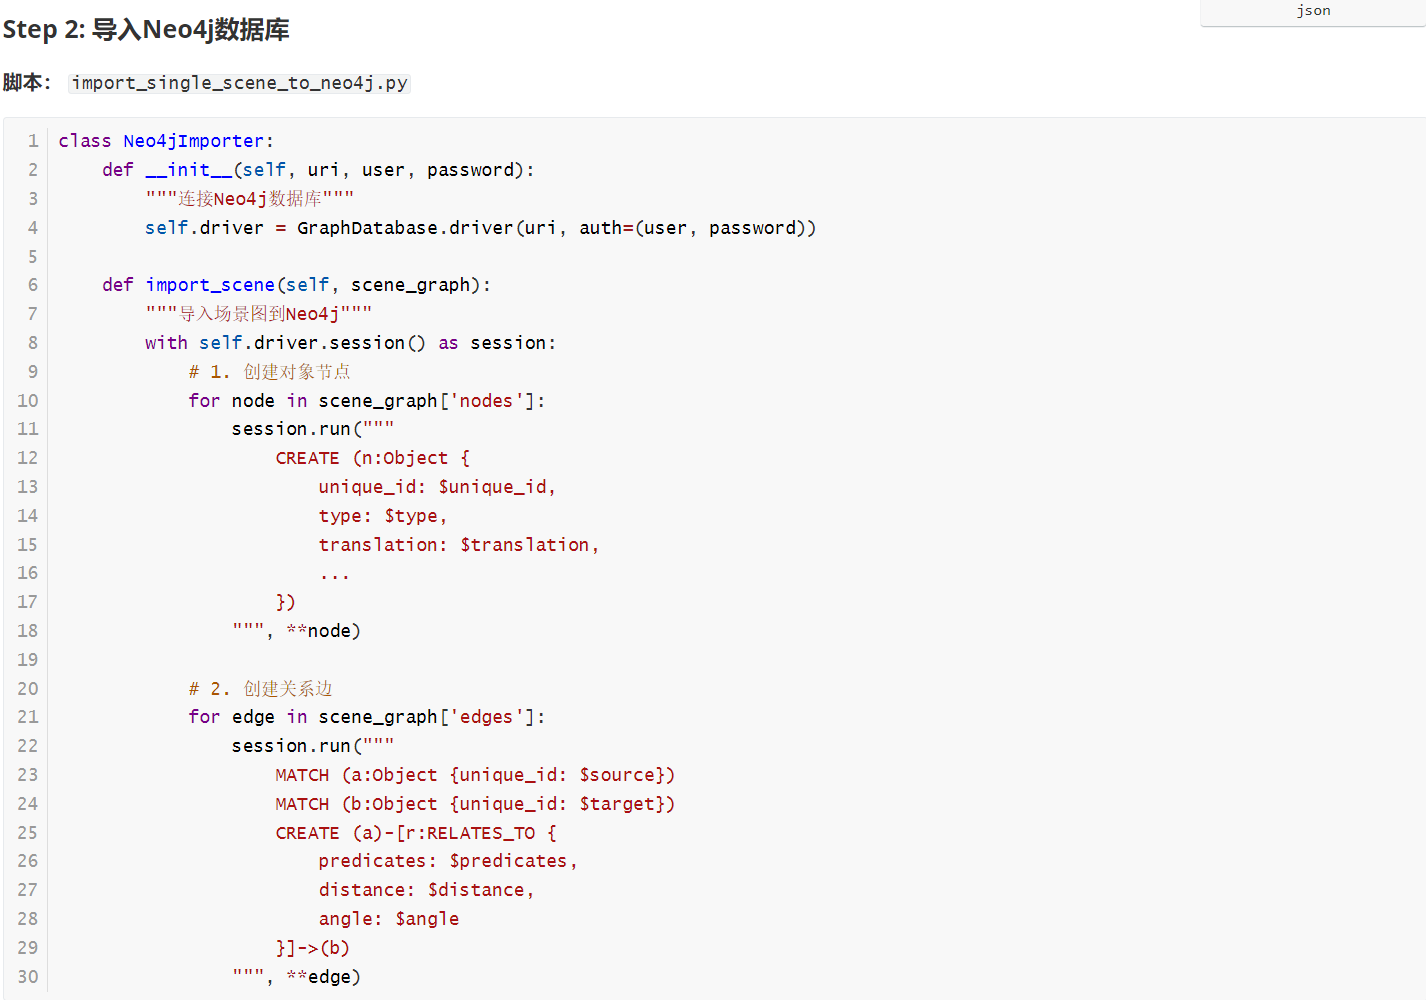 json
Step 2: 导入Neo4j数据库
脚本： import_single_scene_to_neo4j.py
1 class Neo4jImporter:
2     def __init__(self, uri, user, password):
3         """连接Neo4j数据库"""
4         self.driver = GraphDatabase.driver(uri, auth=(user, password))
5
6     def import_scene(self, scene_graph):
7         """导入场景图到Neo4j"""
8         with self.driver.session() as session:
9             # 1. 创建对象节点
10             for node in scene_graph['nodes']:
11                 session.run("""
12                     CREATE (n:Object {
13                         unique_id: $unique_id,
14                         type: $type,
15                         translation: $translation,
16                         ...
17                     })
18                 """, **node)
19
20             # 2. 创建关系边
21             for edge in scene_graph['edges']:
22                 session.run("""
23                     MATCH (a:Object {unique_id: $source})
24                     MATCH (b:Object {unique_id: $target})
25                     CREATE (a)-[r:RELATES_TO {
26                         predicates: $predicates,
27                         distance: $distance,
28                         angle: $angle
29                     }]->(b)
30                 """, **edge)